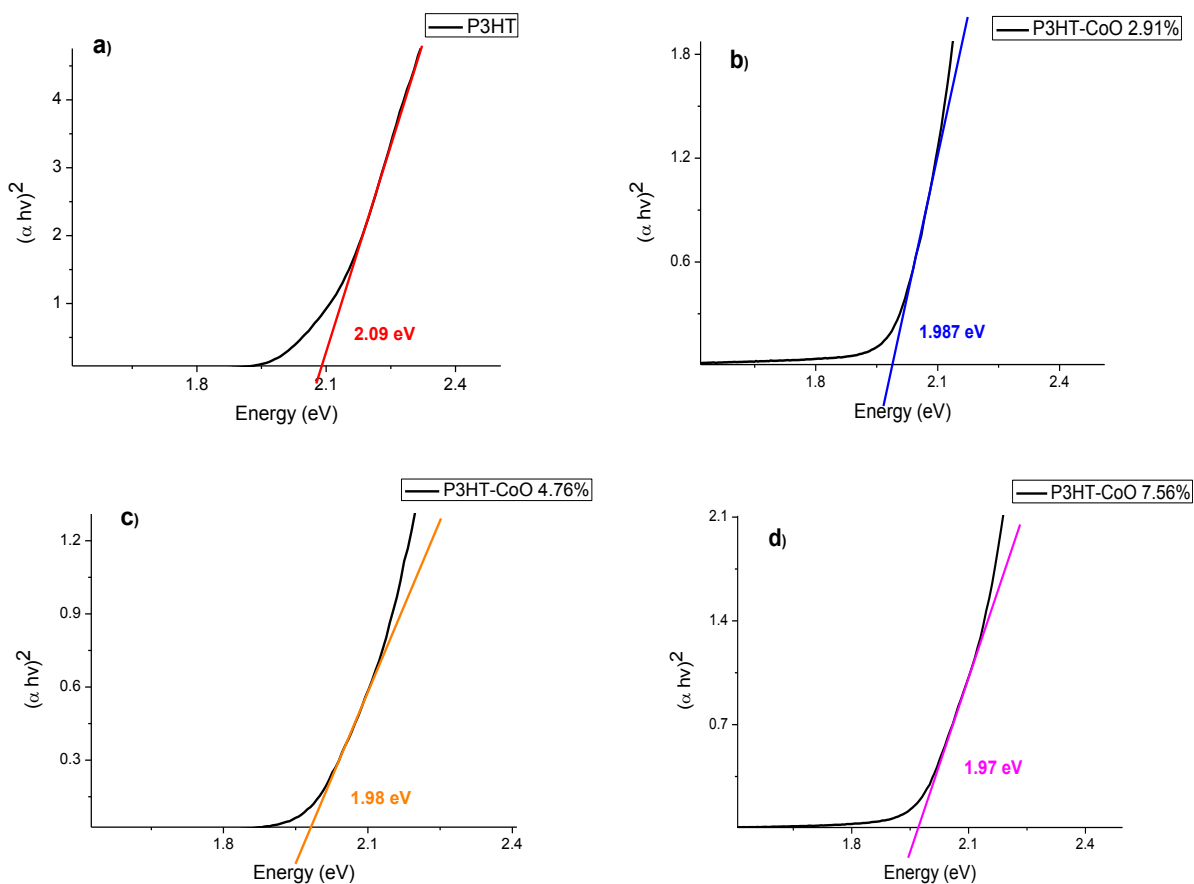 a)
P3HT
4
3
2
1
(α hν)2
2.09 eV
1.8
2.1
2.4
Energy (eV)
b)
P3HT-CoO 2.91%
1.8
1.2
0.6
(α hν)2
1.987 eV
1.8
2.1
2.4
Energy (eV)
c)
P3HT-CoO 4.76%
1.2
0.9
0.6
0.3
(α hν)2
1.98 eV
1.8
2.1
2.4
Energy (eV)
d)
P3HT-CoO 7.56%
2.1
1.4
0.7
(α hν)2
1.97 eV
1.8
2.1
2.4
Energy (eV)